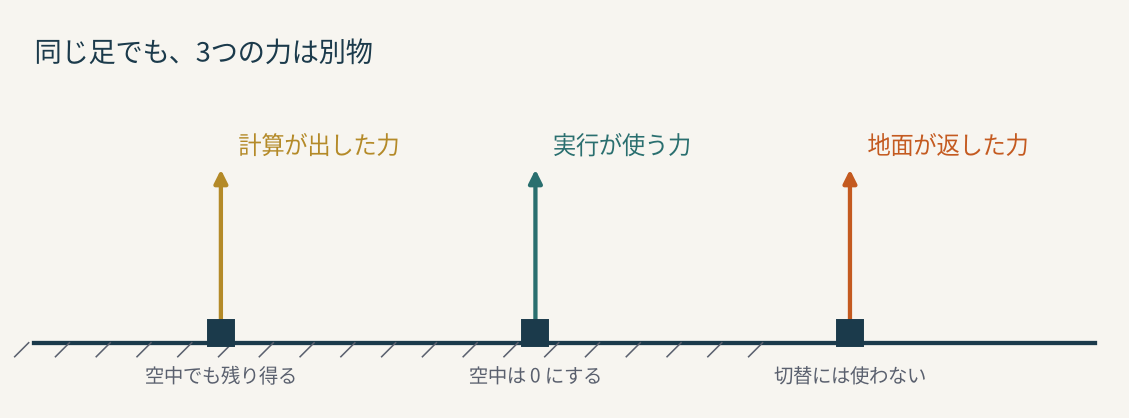 同じ足でも、3つの力は別物
計算が出した力
実行が使う力
地面が返した力
空中でも残り得る
空中は 0 にする
切替には使わない